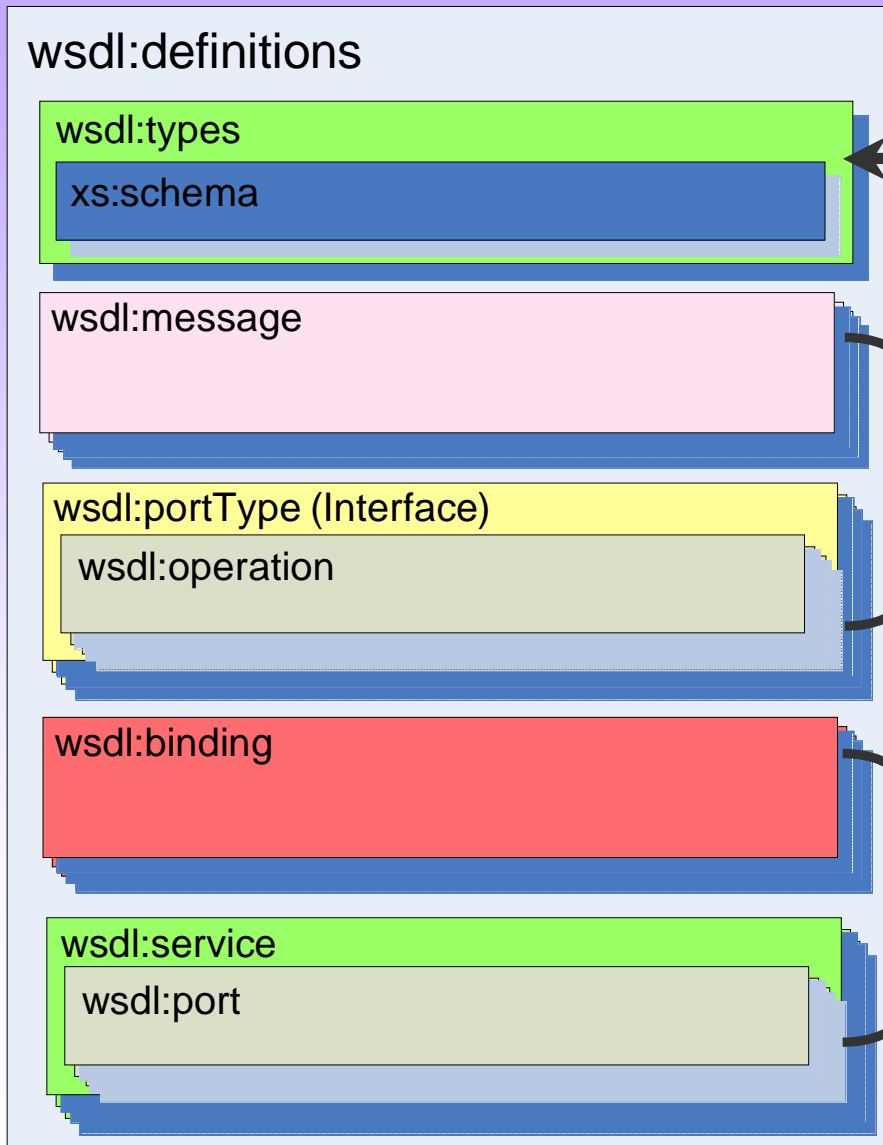 wsdl:definitions
wsdl:types
xs:schema
wsdl:message
wsdl:portType (Interface)
wsdl:operation
wsdl:binding
wsdl:service
wsdl:port